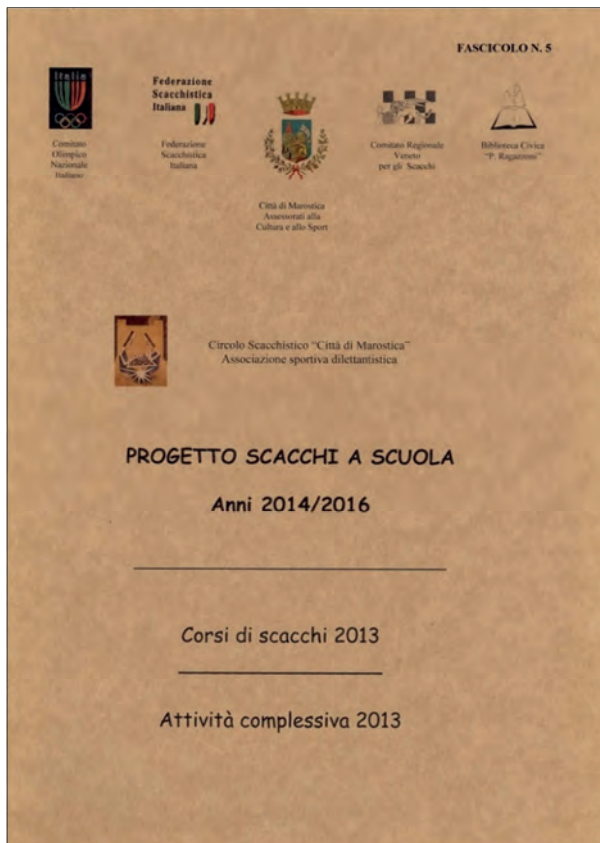 FASCICOLO N. 5
Italia
Comitato
Olimpico
Nazionale
Italiano
Federazione
Scacchistica
Italiana
Federazione
Scacchistica
Italiana
Città di Marostica
Assessorati alla
Cultura e allo Sport
Comitato Regionale
Veneto
per gli Scacchi
Biblioteca Civica
"P. Ragazzoni"
Circolo Scacchistico "Città di Marostica"
Associazione sportiva dilettantistica
PROGETTO SCACCHI A SCUOLA
Anni 2014/2016
Corsi di scacchi 2013
Attività complessiva 2013